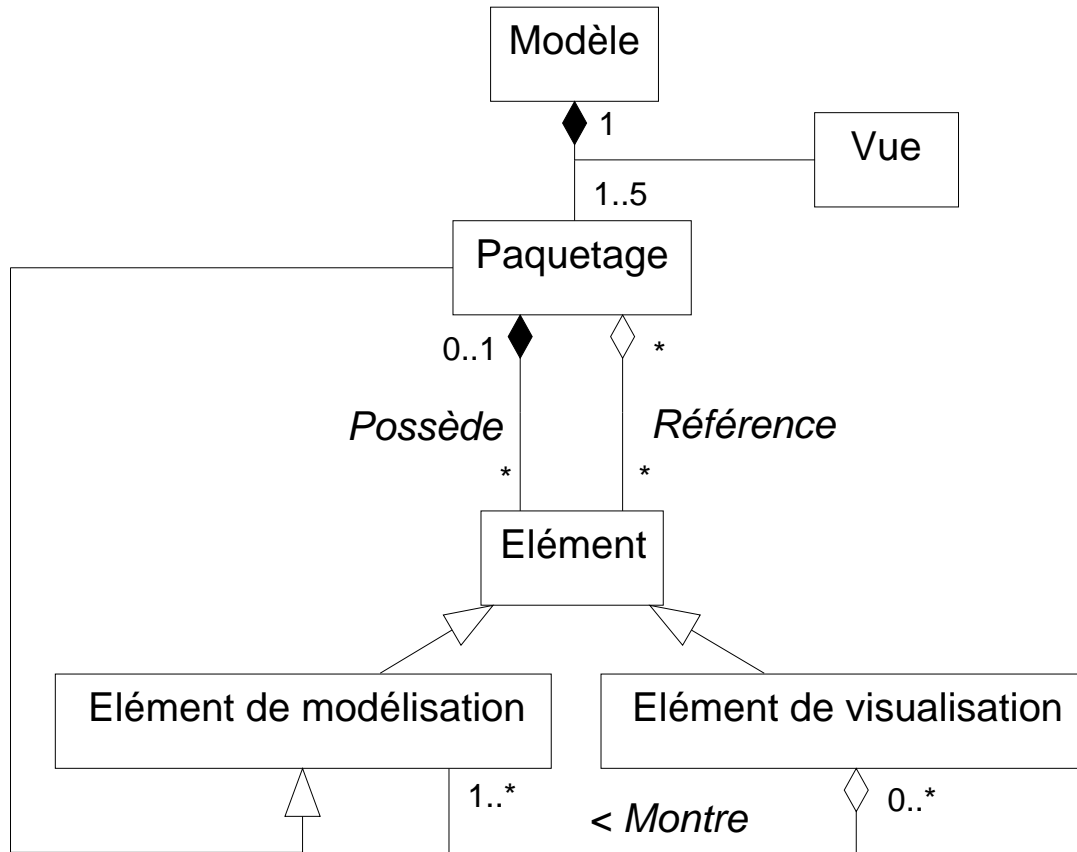 Modèle
1
Vue
1..5
Paquetage
0..1
*
Possède
Référence
*
*
Elément
Elément de modélisation
Elément de visualisation
1..*
0..*
< Montre